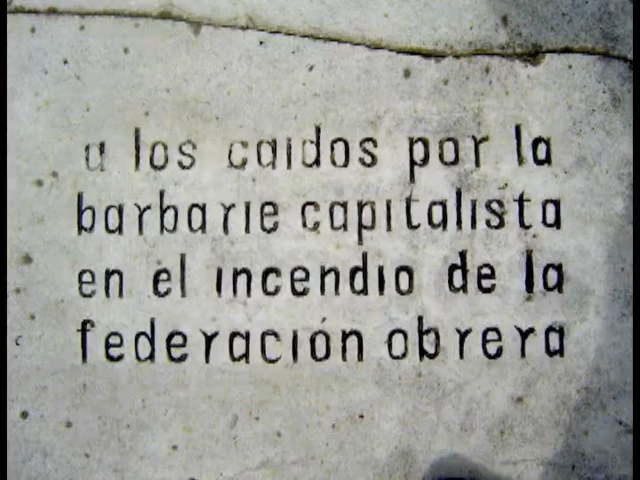 a los caidos por la
barbarie capitalista
en el incendio de la
federación obrera